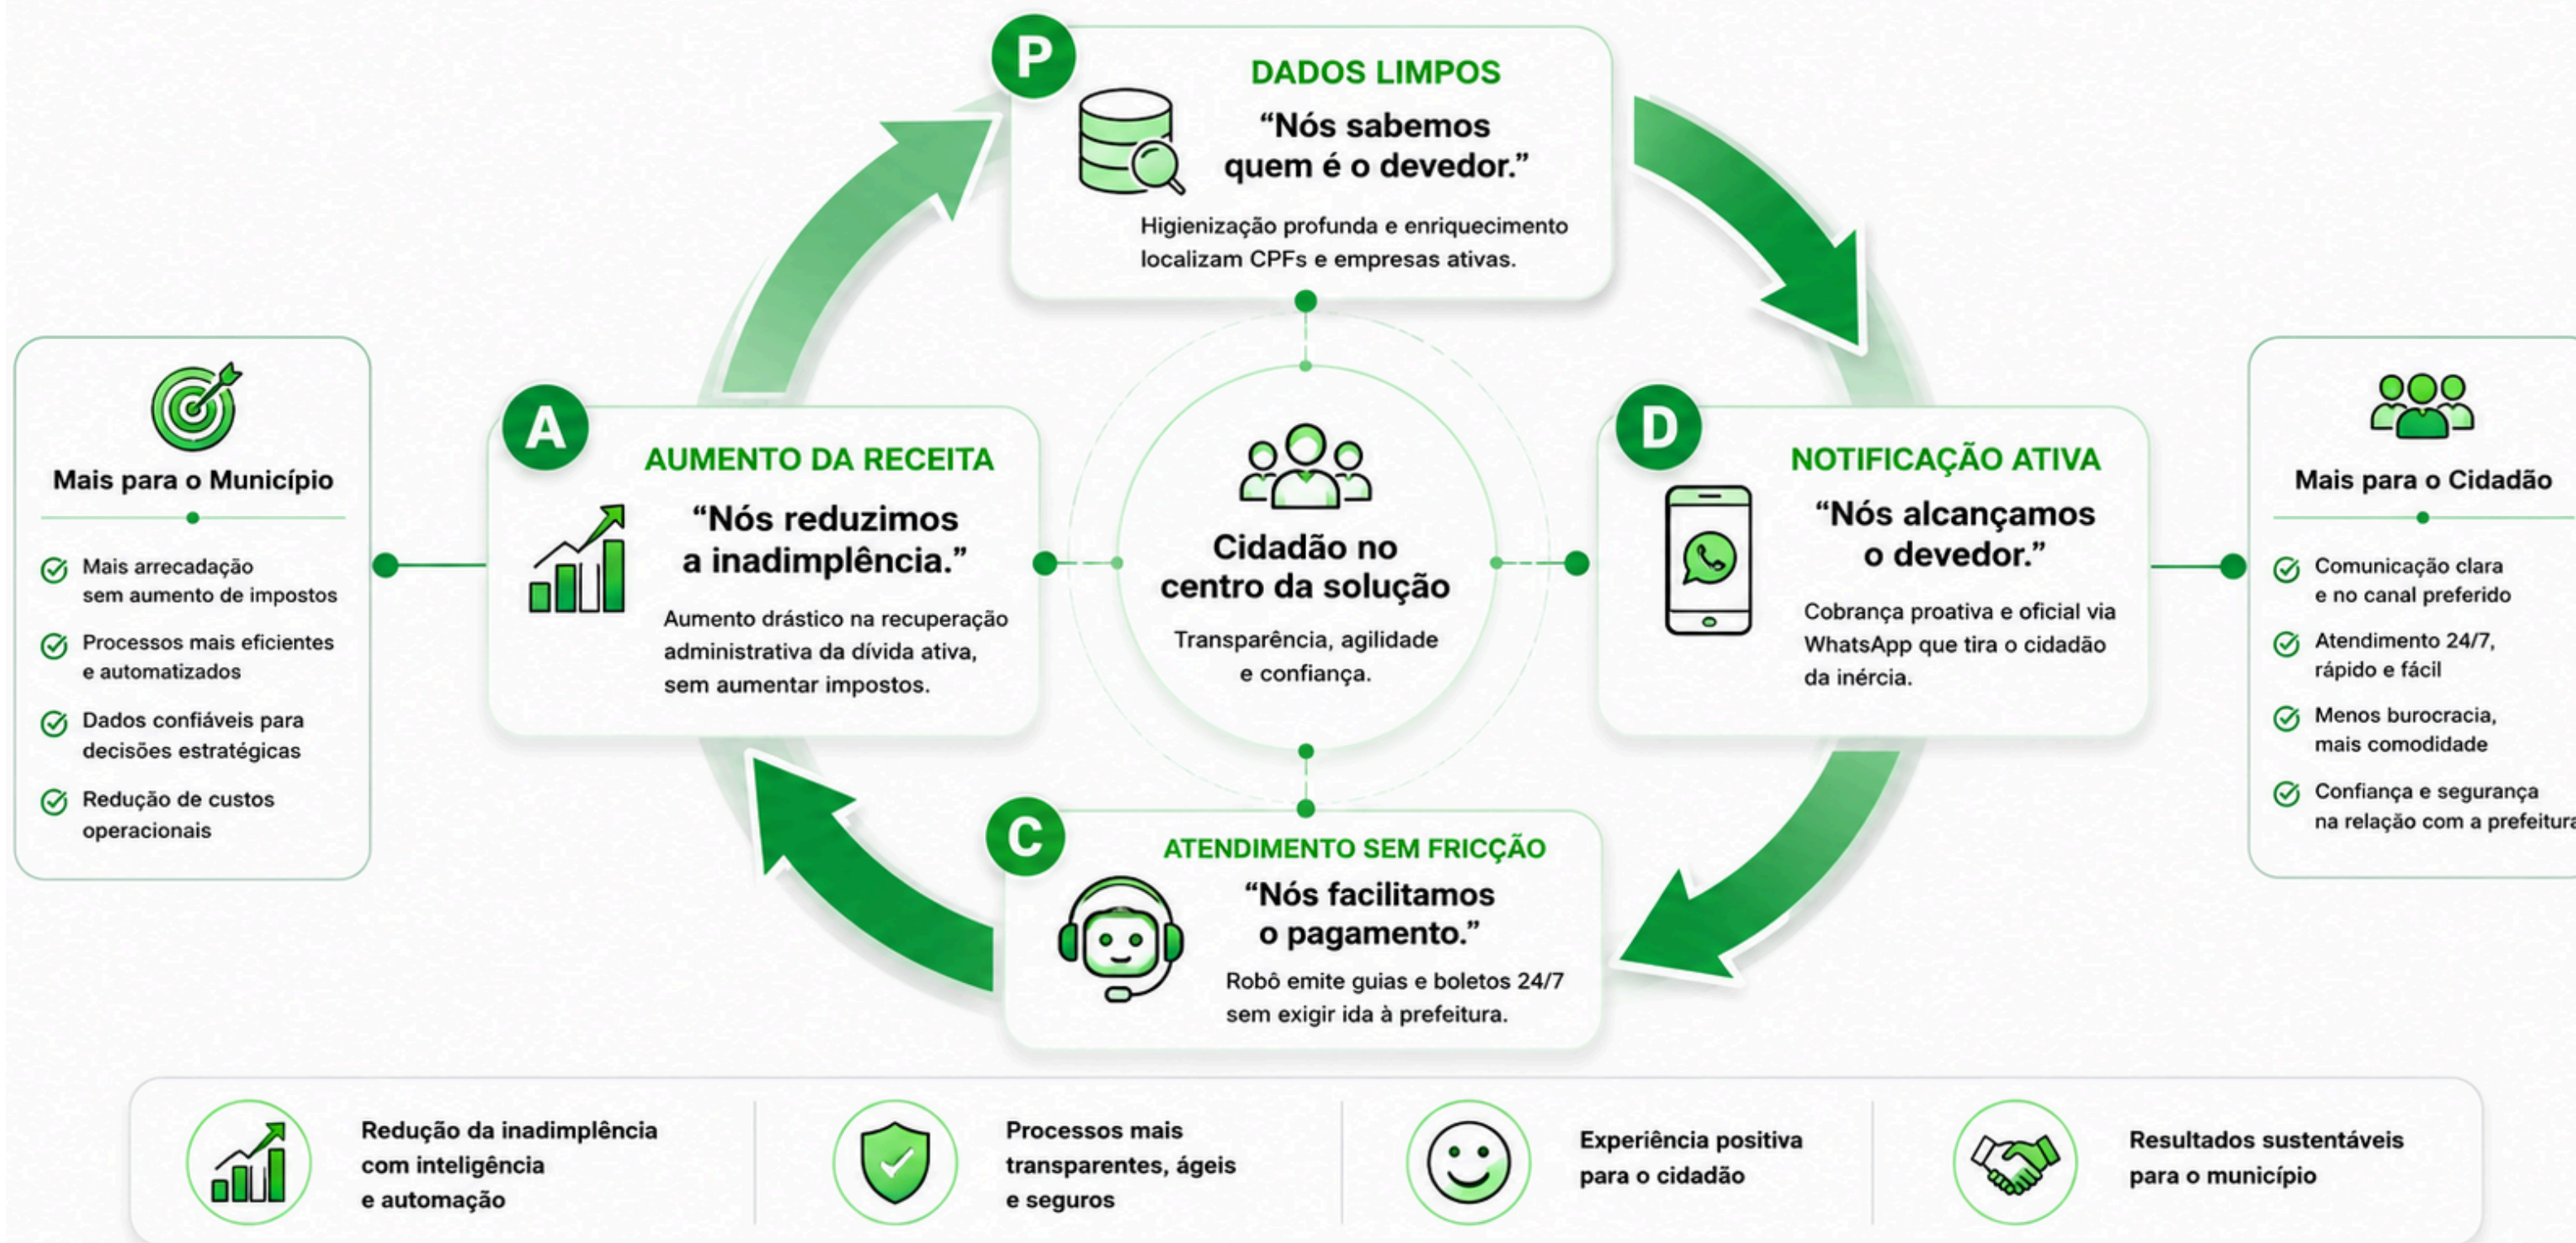 P
DADOS LIMPOS
“Nós sabemos
quem é o devedor.”
Higienização profunda e enriquecimento
localizam CPFs e empresas ativas.
Mais para o Município
Mais arrecadação
sem aumento de impostos
Processos mais eficientes
e automatizados
Dados confiáveis para
decisões estratégicas
Redução de custos
operacionais
A
AUMENTO DA RECEITA
“Nós reduzimos
a inadimplência.”
Aumento drástico na recuperação
administrativa da dívida ativa,
sem aumentar impostos.
Cidadão no
centro da solução
Transparência, agilidade
e confiança.
D
NOTIFICAÇÃO ATIVA
“Nós alcançamos
o devedor.”
Cobrança proativa e oficial via
WhatsApp que tira o cidadão
da inércia.
Mais para o Cidadão
Comunicação clara
e no canal preferido
Atendimento 24/7,
rápido e fácil
Menos burocracia,
mais comodidade
Confiança e segurança
na relação com a prefeitura
C
ATENDIMENTO SEM FRICÇÃO
“Nós facilitamos
o pagamento.”
Robô emite guias e boletos 24/7
sem exigir ida à prefeitura.
Redução da inadimplência
com inteligência
e automação
Processos mais
transparentes, ágeis
e seguros
Experiência positiva
para o cidadão
Resultados sustentáveis
para o município